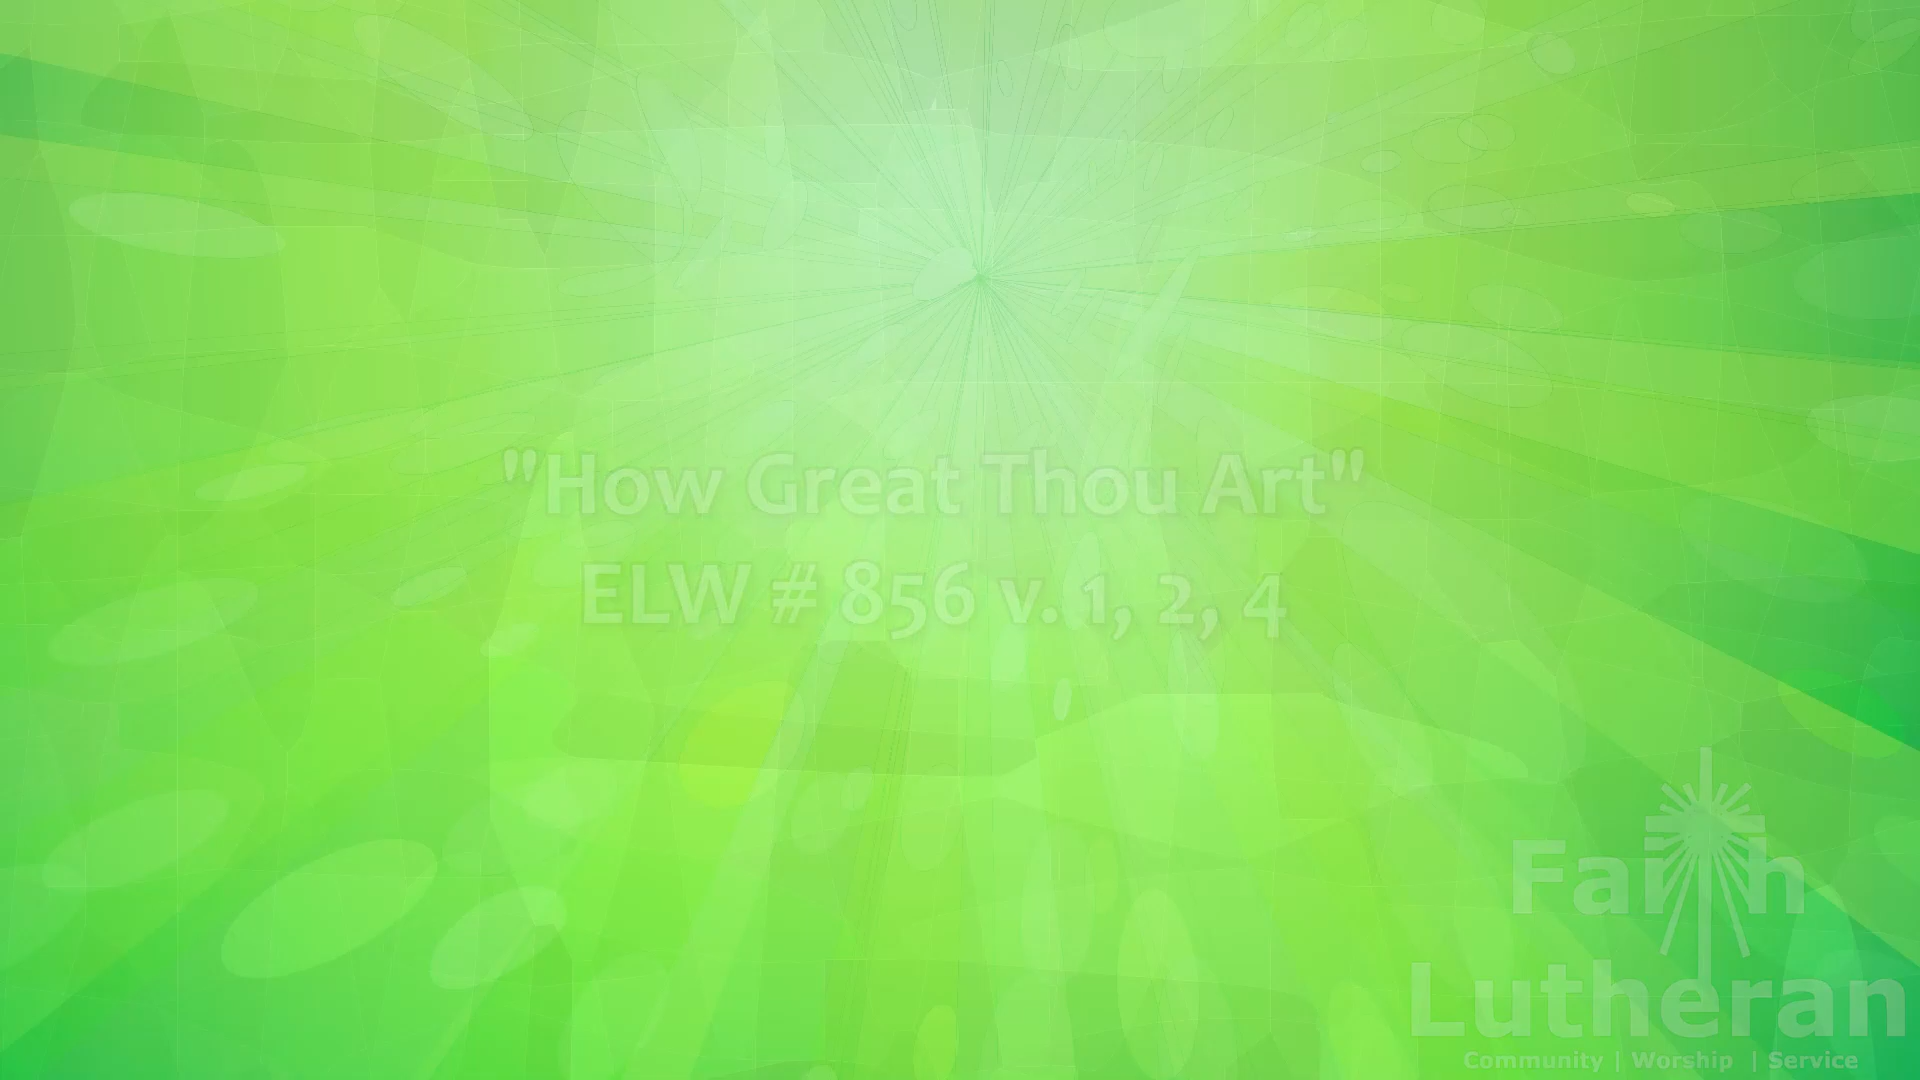 "How Great Thou Art"
ELW # 856 v. 1, 2, 4
Faith
Lutheran
Community | Worship | Service